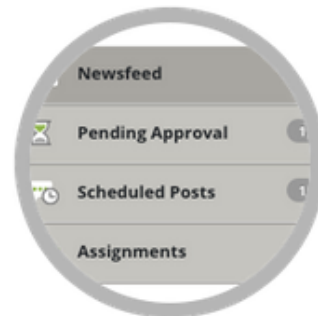 Newsfeed
Pending Approval
Scheduled Posts
Assignments